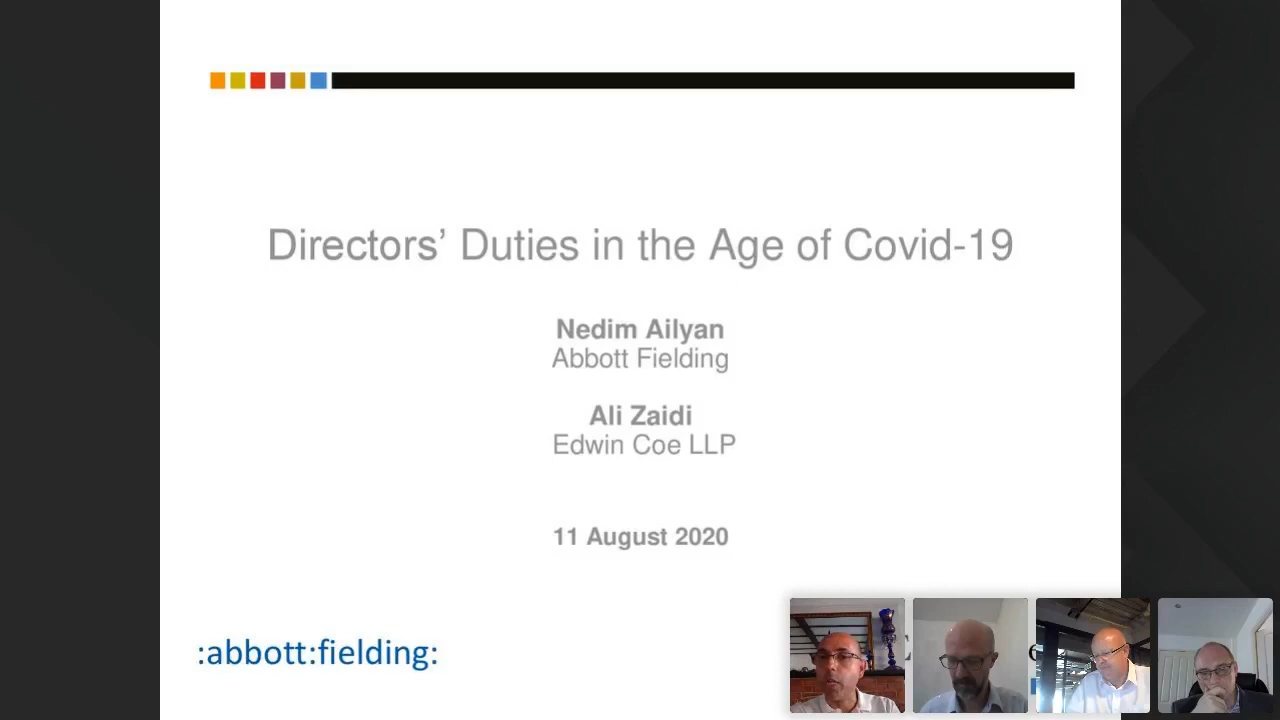 Directors’ Duties in the Age of Covid-19
Nedim Ailyan
Abbott Fielding
Ali Zaidi
Edwin Coe LLP
11 August 2020
:abbott:fielding: